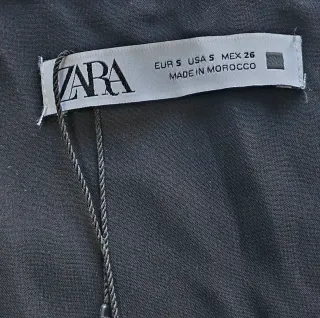 ZARA
EUR S USA S MEX 26
MADE IN MOROCCO